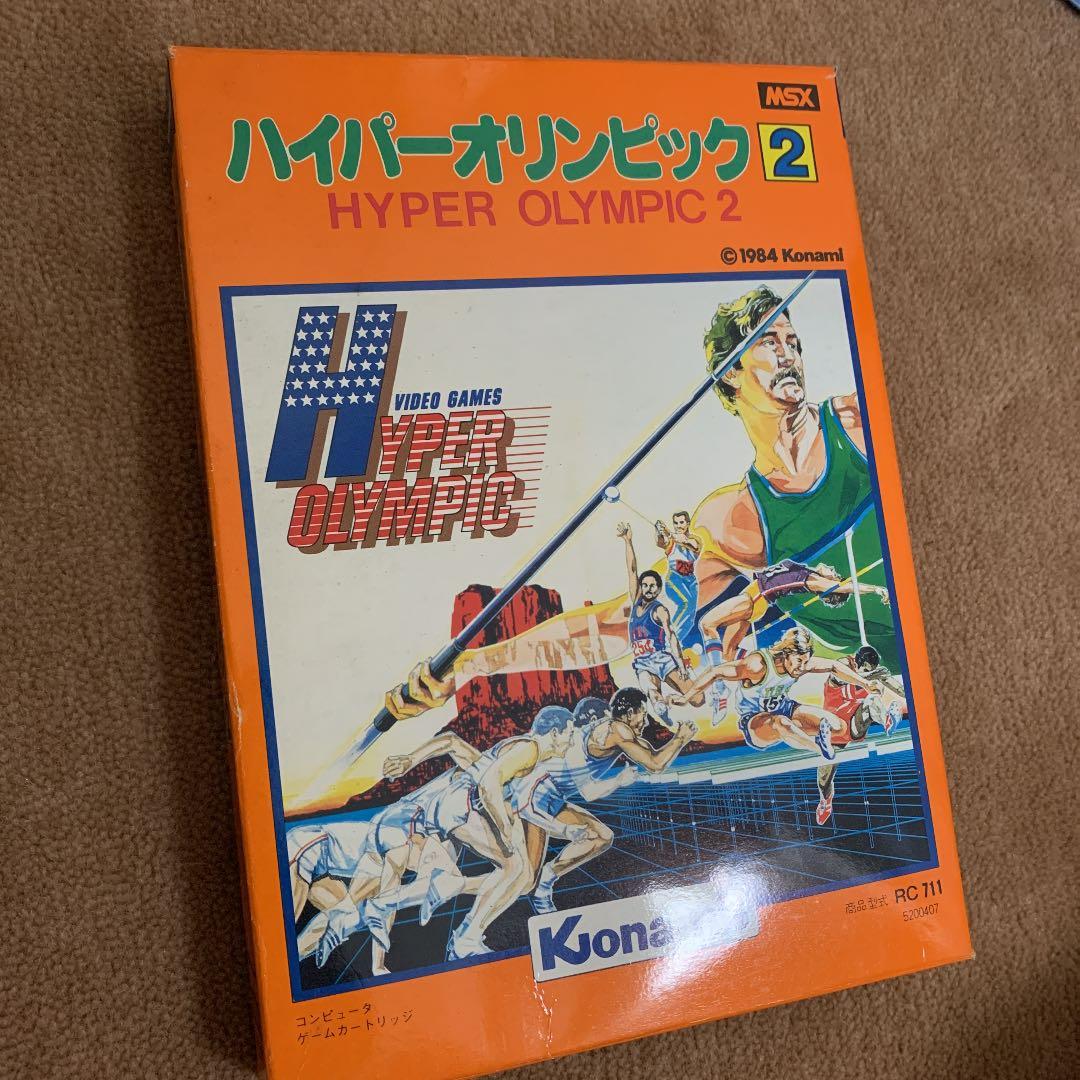 MSX
ハイパーオリンピック 2
HYPER OLYMPIC 2
©1984 Konami
H
VIDEO GAMES
HYPER
OLYMPIC
254
15
商品型式 RC 711
5200407
コンピュータ
ゲームカートリッジ